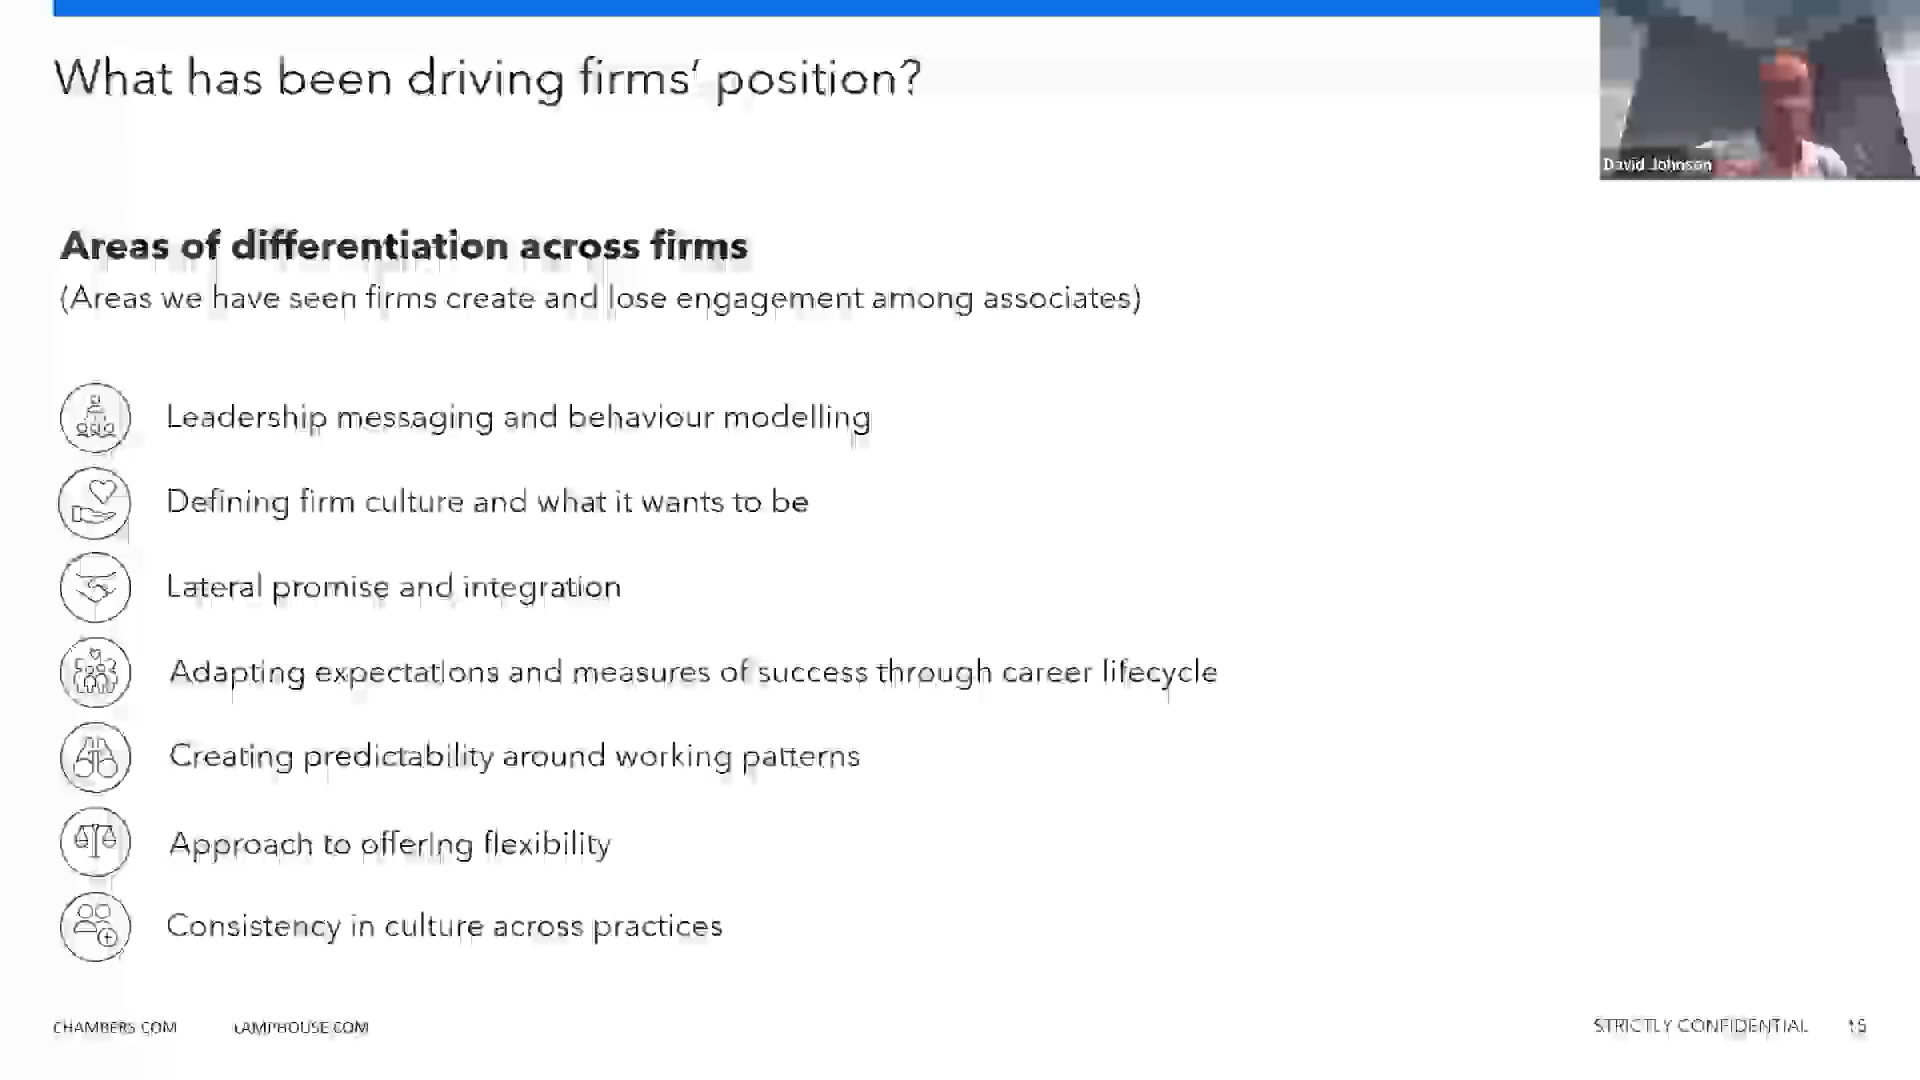 What has been driving firms' position?
David Johnson
Areas of differentiation across firms
(Areas we have seen firms create and lose engagement among associates)
Leadership messaging and behaviour modelling
Defining firm culture and what it wants to be
Lateral promise and integration
Adapting expectations and measures of success through career lifecycle
Creating predictability around working patterns
Approach to offering flexibility
Consistency in culture across practices
CHAMBERS.COM
LAMPHOUSE.COM
STRICTLY CONFIDENTIAL